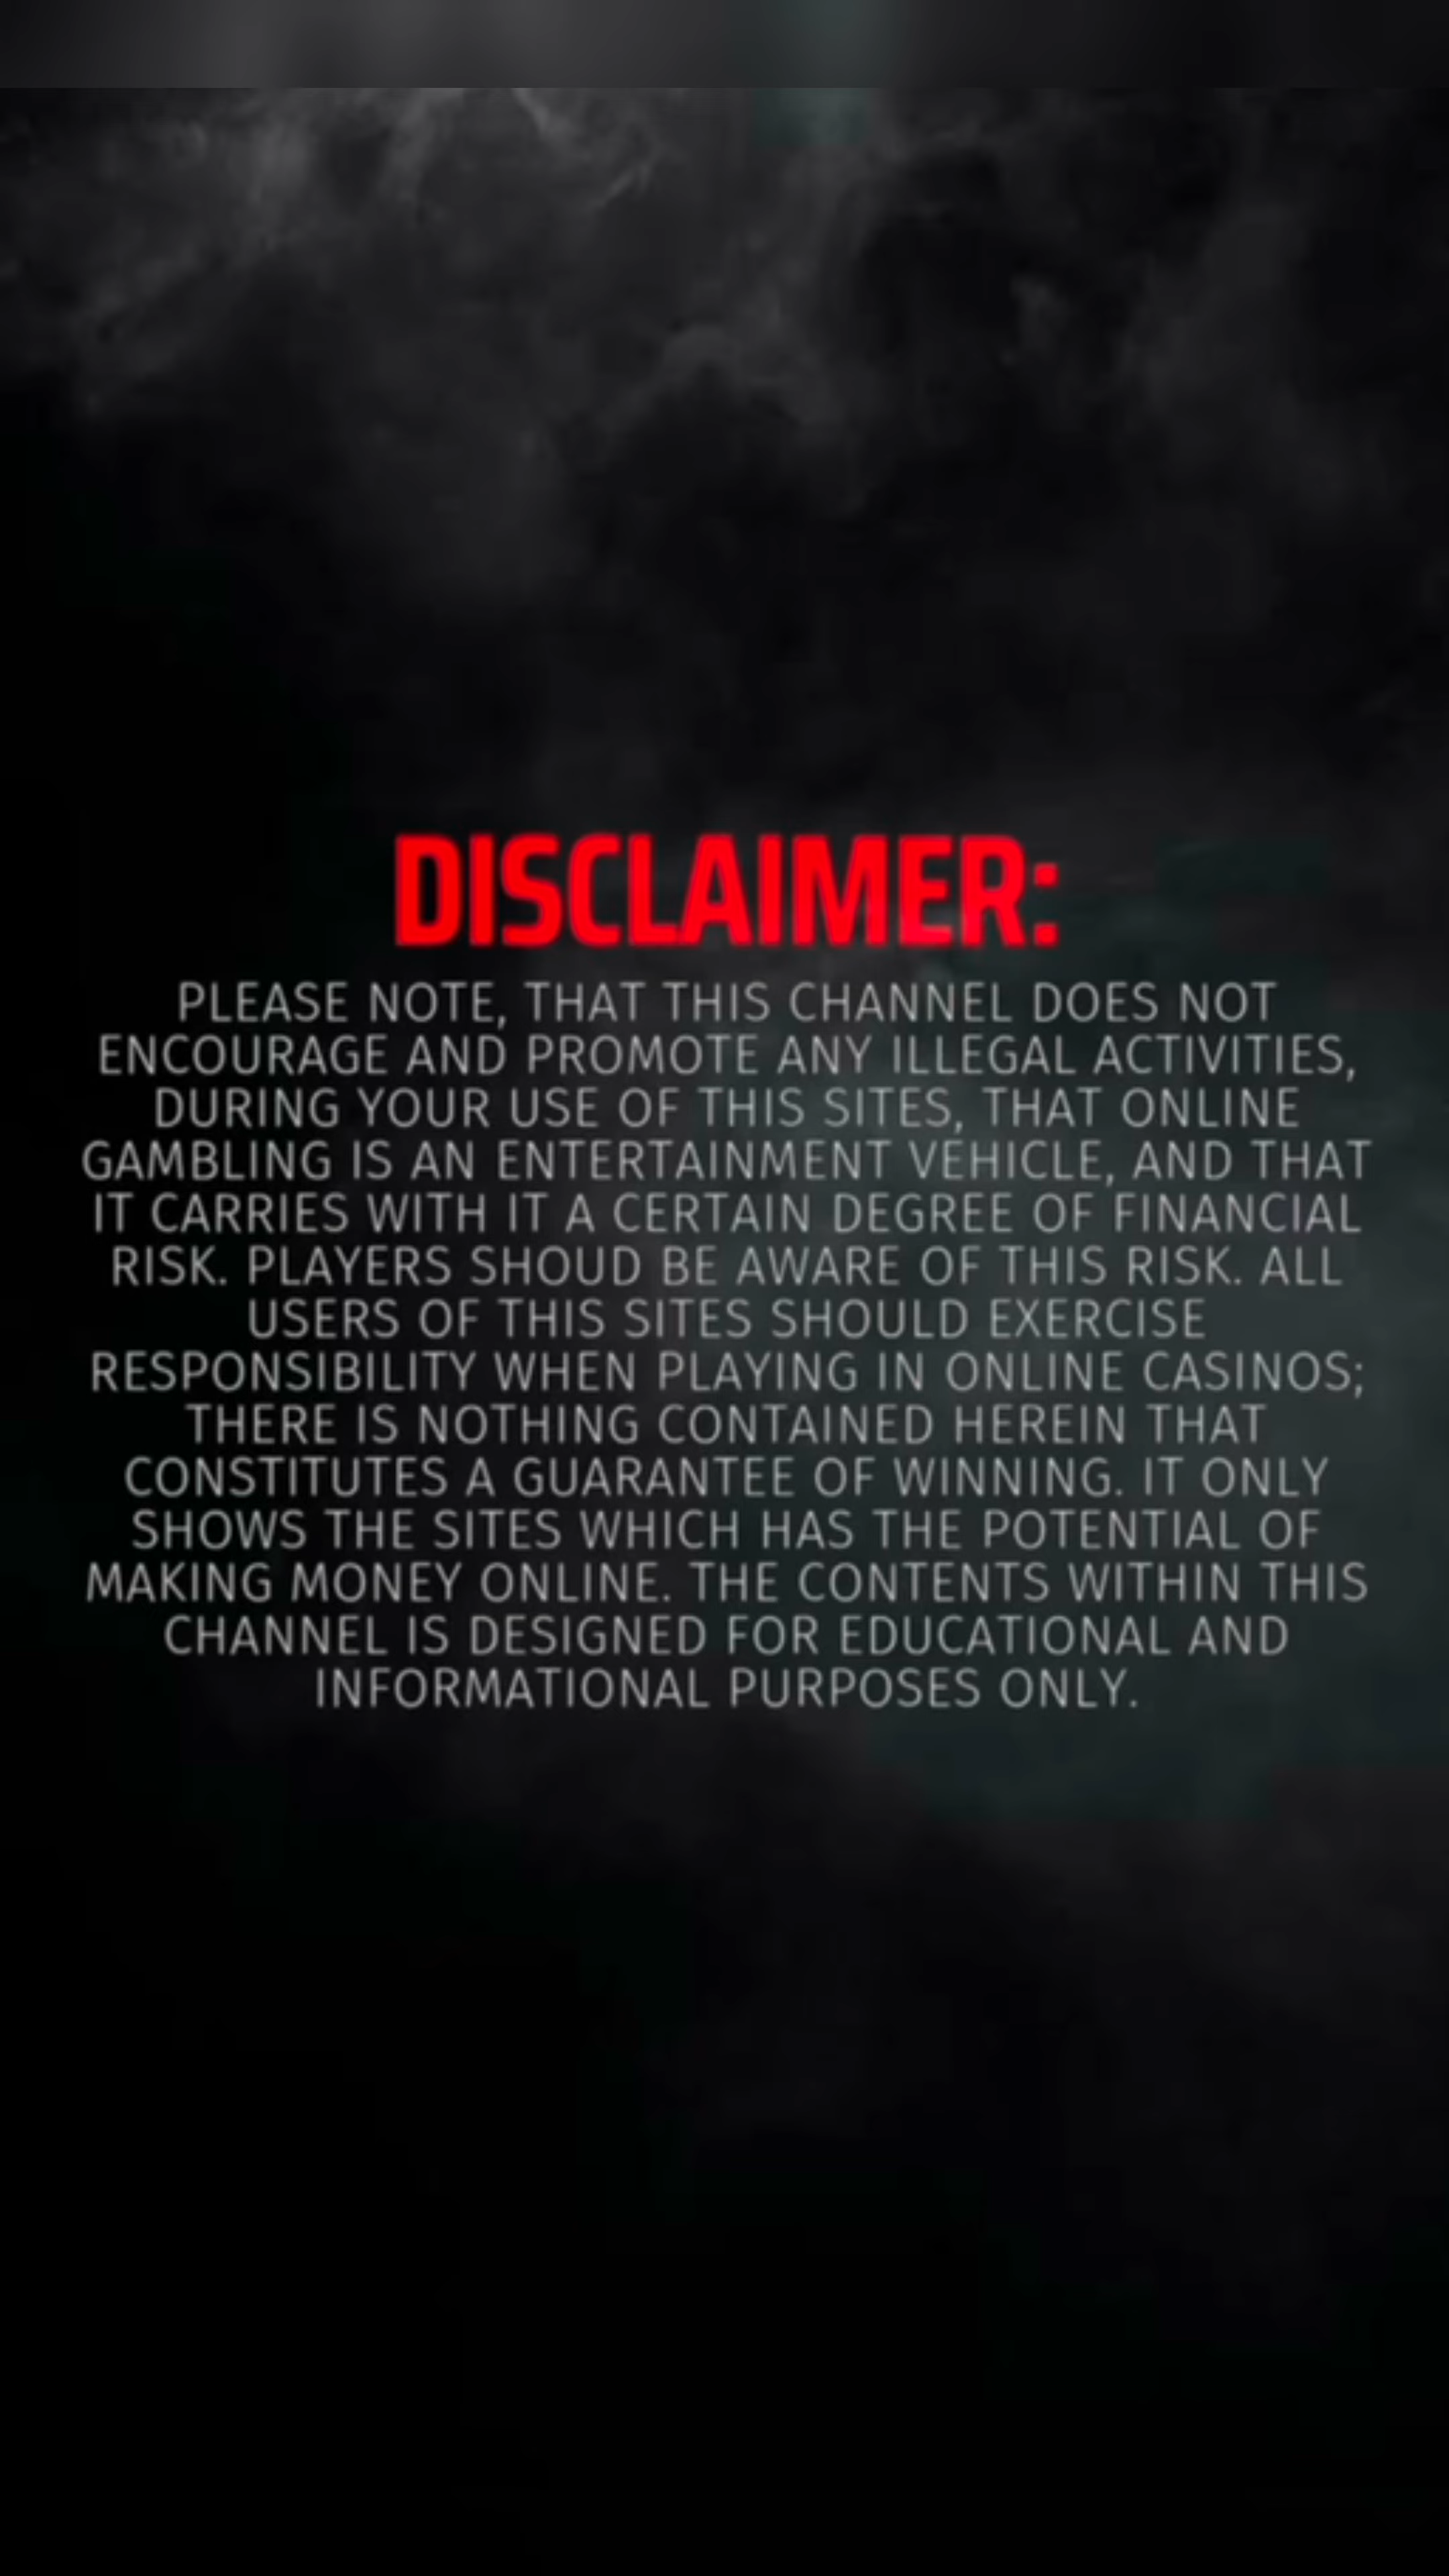 DISCLAIMER:
PLEASE NOTE, THAT THIS CHANNEL DOES NOT
ENCOURAGE AND PROMOTE ANY ILLEGAL ACTIVITIES,
DURING YOUR USE OF THIS SITES, THAT ONLINE
GAMBLING IS AN ENTERTAINMENT VEHICLE, AND THAT
IT CARRIES WITH IT A CERTAIN DEGREE OF FINANCIAL
RISK. PLAYERS SHOUD BE AWARE OF THIS RISK. ALL
USERS OF THIS SITES SHOULD EXERCISE
RESPONSIBILITY WHEN PLAYING IN ONLINE CASINOS;
THERE IS NOTHING CONTAINED HEREIN THAT
CONSTITUTES A GUARANTEE OF WINNING. IT ONLY
SHOWS THE SITES WHICH HAS THE POTENTIAL OF
MAKING MONEY ONLINE. THE CONTENTS WITHIN THIS
CHANNEL IS DESIGNED FOR EDUCATIONAL AND
INFORMATIONAL PURPOSES ONLY.